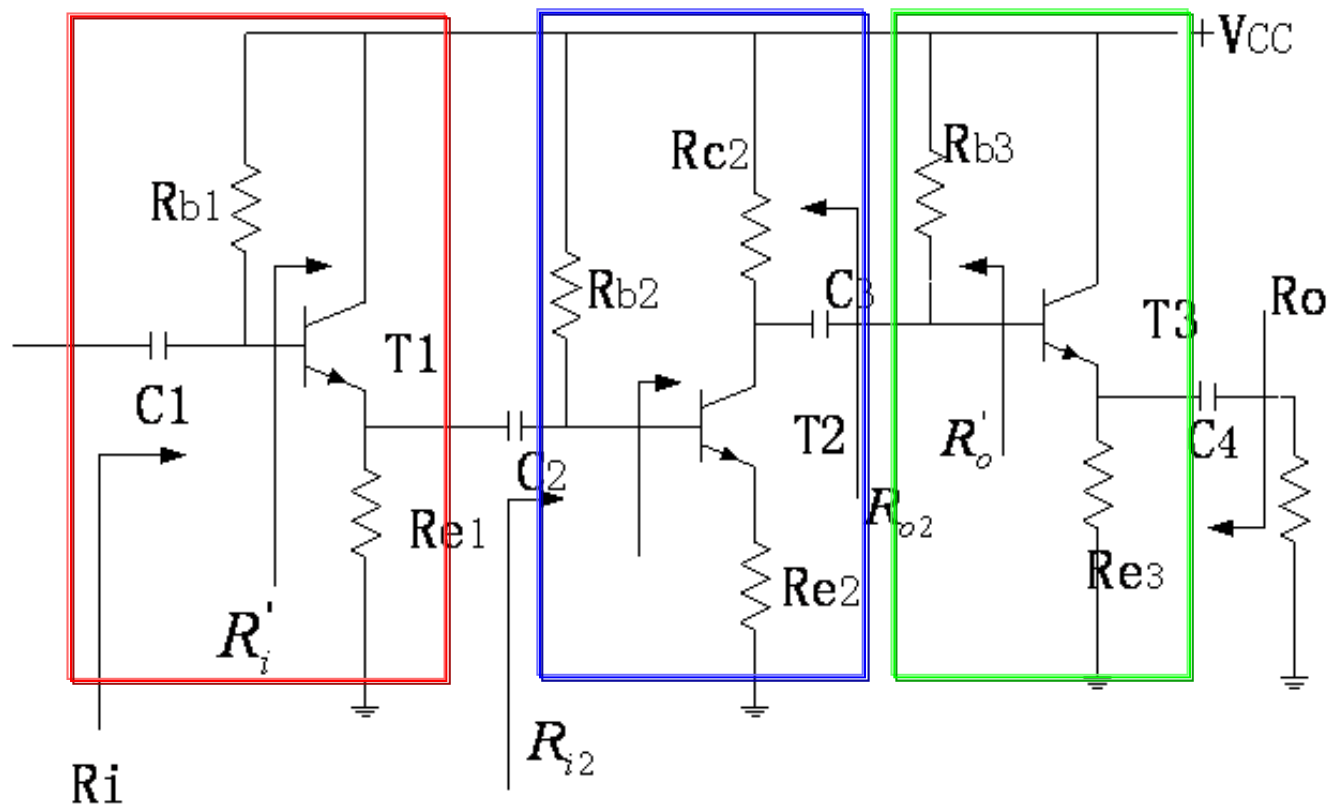 +VCC
Rc2
Rb3
Rb1
Rb2
C3
Ro
T1
T3
C1
T2
R'o
C4
C2
Re1
Ro2
Re2
Re3
R'i
Ri2
Ri